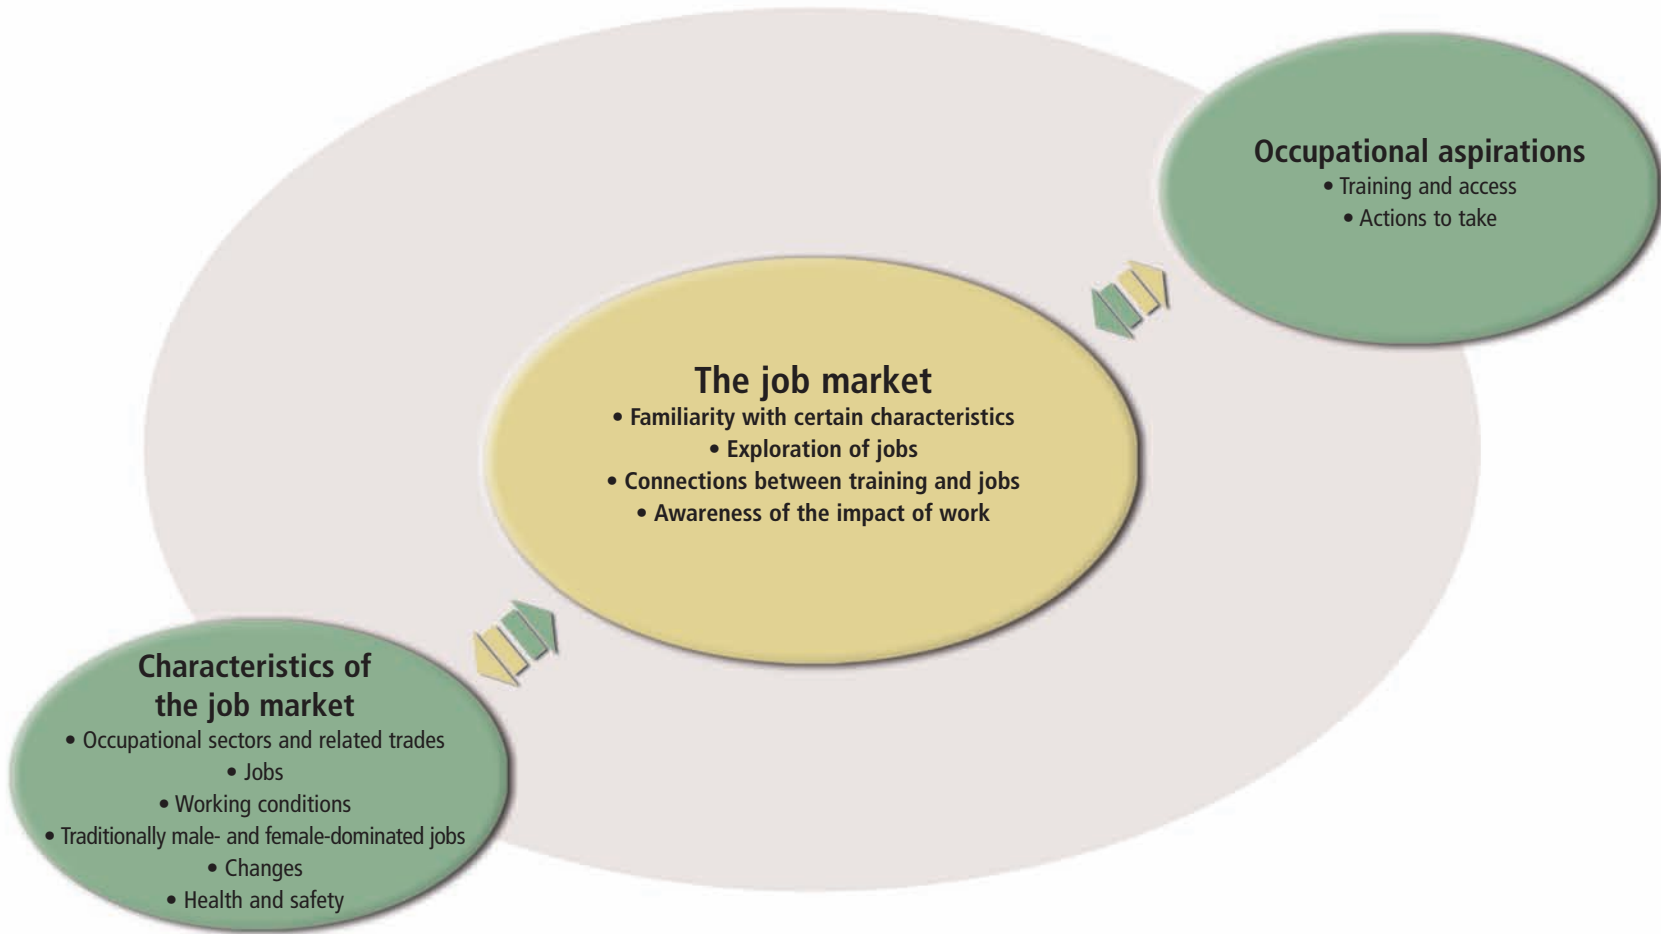 Occupational aspirations
• Training and access
• Actions to take
The job market
• Familiarity with certain characteristics
• Exploration of jobs
• Connections between training and jobs
• Awareness of the impact of work
Characteristics of
the job market
• Occupational sectors and related trades
• Jobs
• Working conditions
• Traditionally male- and female-dominated jobs
• Changes
• Health and safety